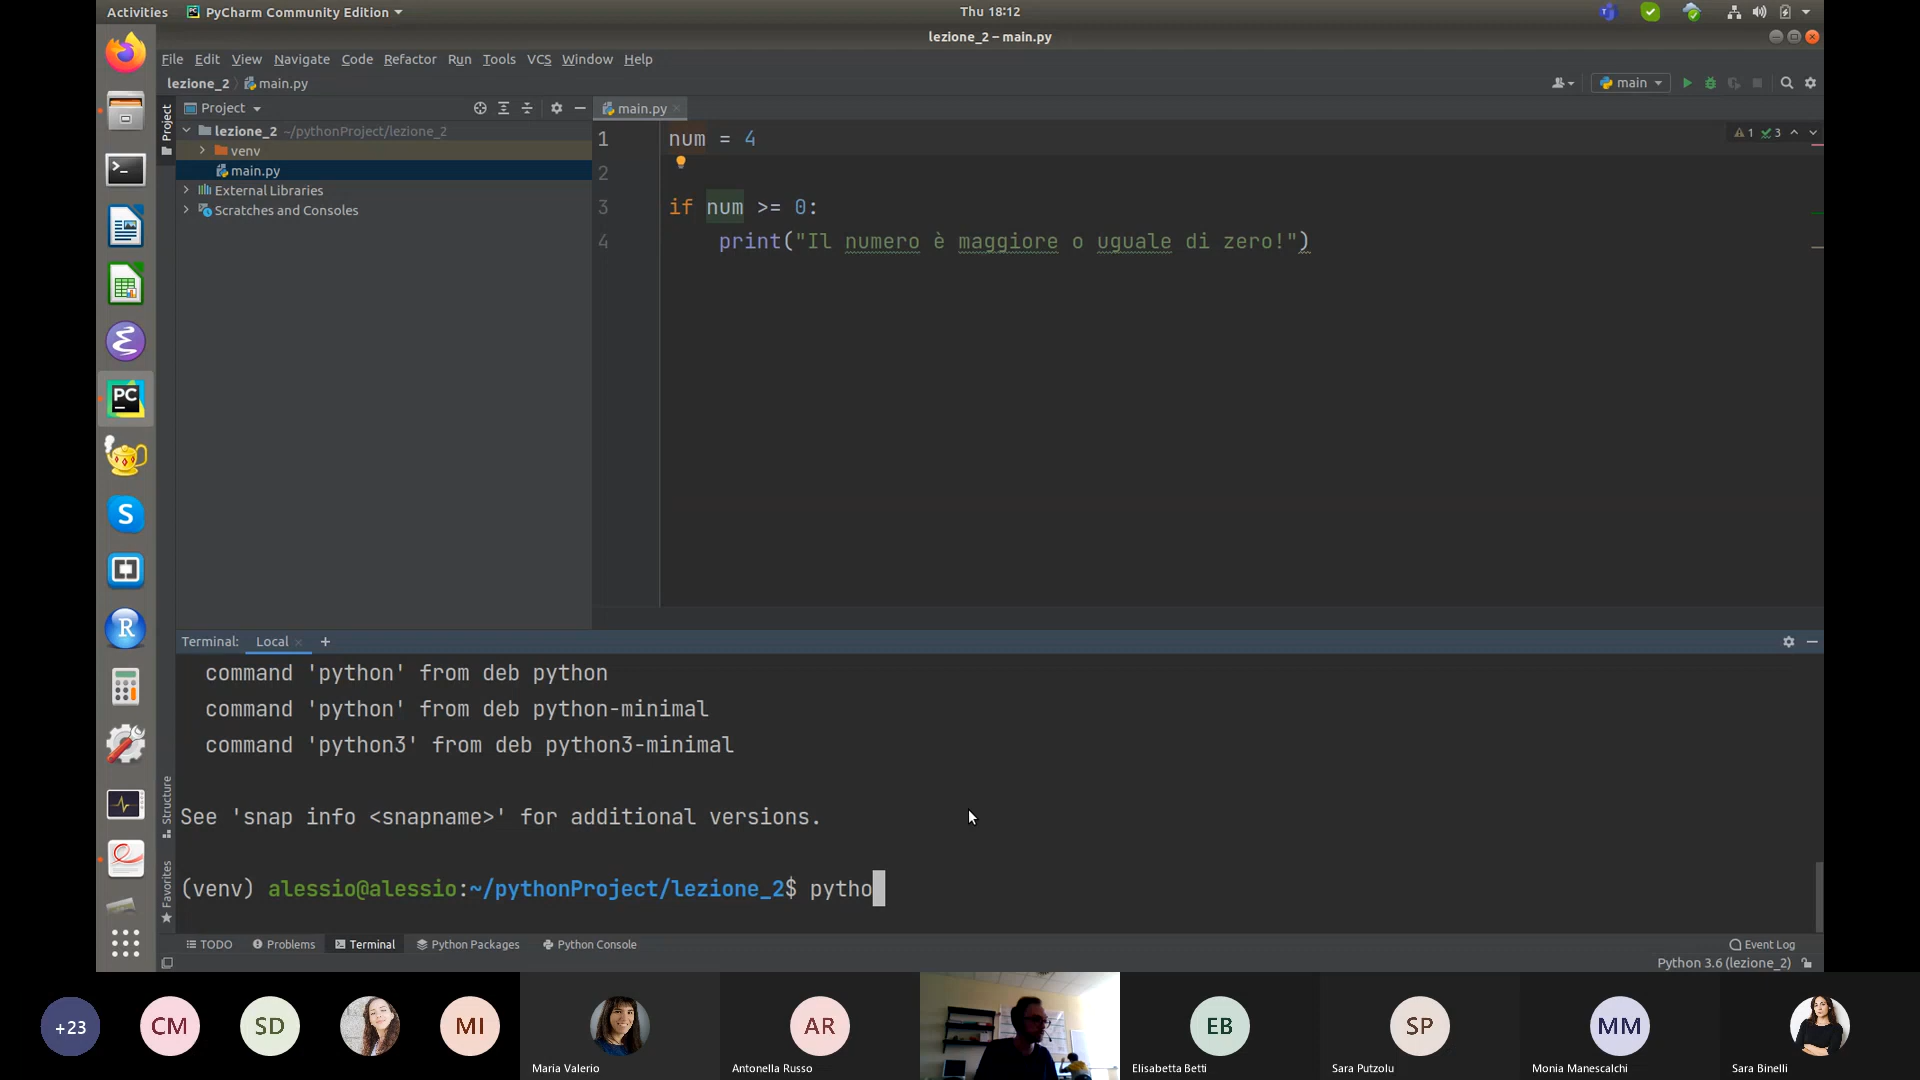 Activities PyCharm Community Edition Thu 18:12
lezione_2 – main.py
File Edit View Navigate Code Refactor Run Tools VCS Window Help
lezione_2 main.py main
Project main.py
Project
lezione_2 ~/pythonProject/lezione_2
venv
main.py
External Libraries
Scratches and Consoles
1 num = 4
1 3
2
3 if num >= 0:
4 print("Il numero è maggiore o uguale di zero!")
Terminal: Local +
command 'python' from deb python
command 'python' from deb python-minimal
command 'python3' from deb python3-minimal
See 'snap info <snapname>' for additional versions.
(venv) alessio@alessio:~/pythonProject/lezione_2$ pytho
Structure
Favorites
TODO Problems Terminal Python Packages Python Console Event Log
Python 3.6 (lezione_2)
PC
S
R
+23 CM SD MI AR EB SP MM
Maria Valerio Antonella Russo Elisabetta Betti Sara Putzolu Monia Manescalchi Sara Binelli